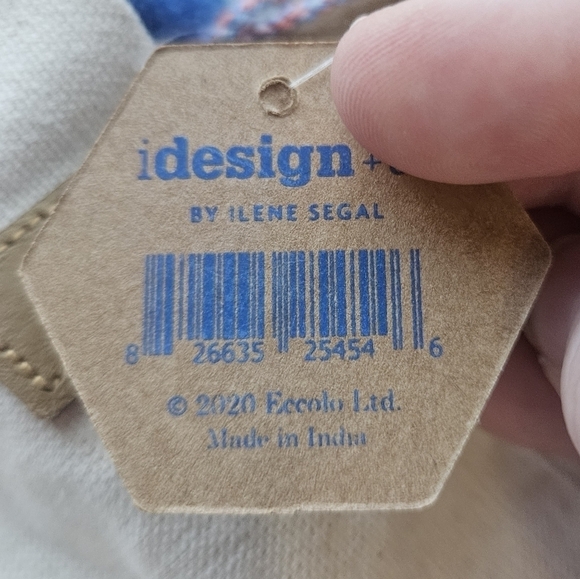 idesign +
BY ILENE SEGAL
8 26635 25454 6
© 2020 Eccolo Ltd.
Made in India